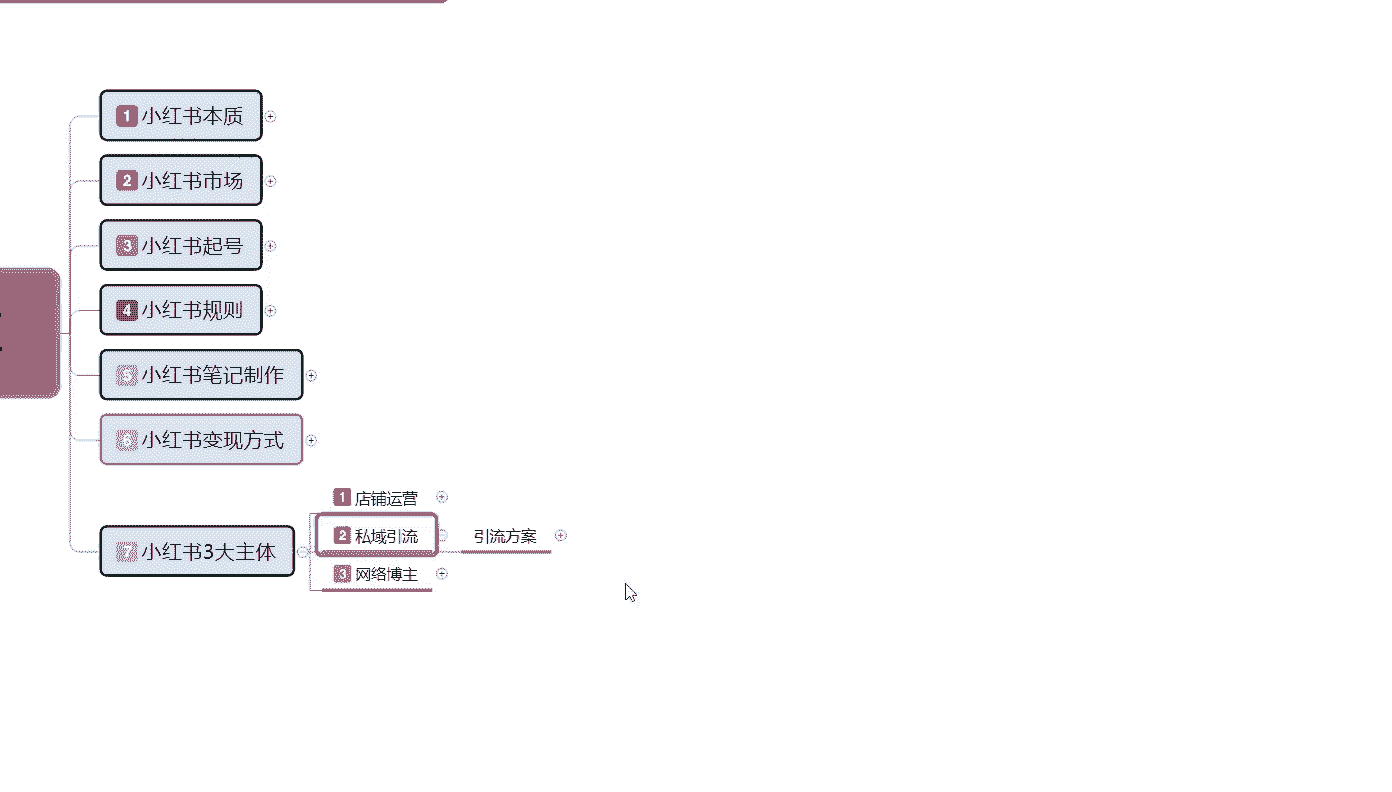 1 小红书本质
2 小红书市场
3 小红书起号
4 小红书规则
5 小红书笔记制作
6 小红书变现方式
7 小红书3大主体
1 店铺运营
2 私域引流
引流方案
3 网络博主